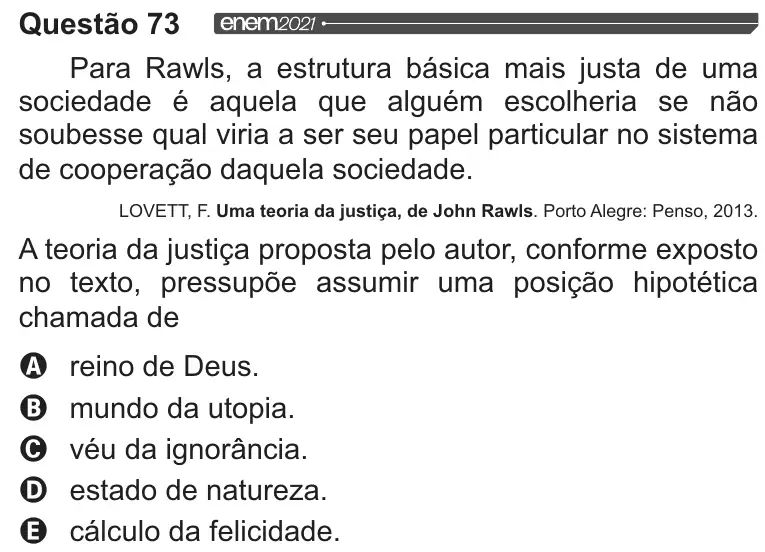 Questão 73 enem2021
Para Rawls, a estrutura básica mais justa de uma
sociedade é aquela que alguém escolheria se não
soubesse qual viria a ser seu papel particular no sistema
de cooperação daquela sociedade.
LOVETT, F. Uma teoria da justiça, de John Rawls. Porto Alegre: Penso, 2013.
A teoria da justiça proposta pelo autor, conforme exposto
no texto, pressupõe assumir uma posição hipotética
chamada de
A reino de Deus.
B mundo da utopia.
C véu da ignorância.
D estado de natureza.
E cálculo da felicidade.